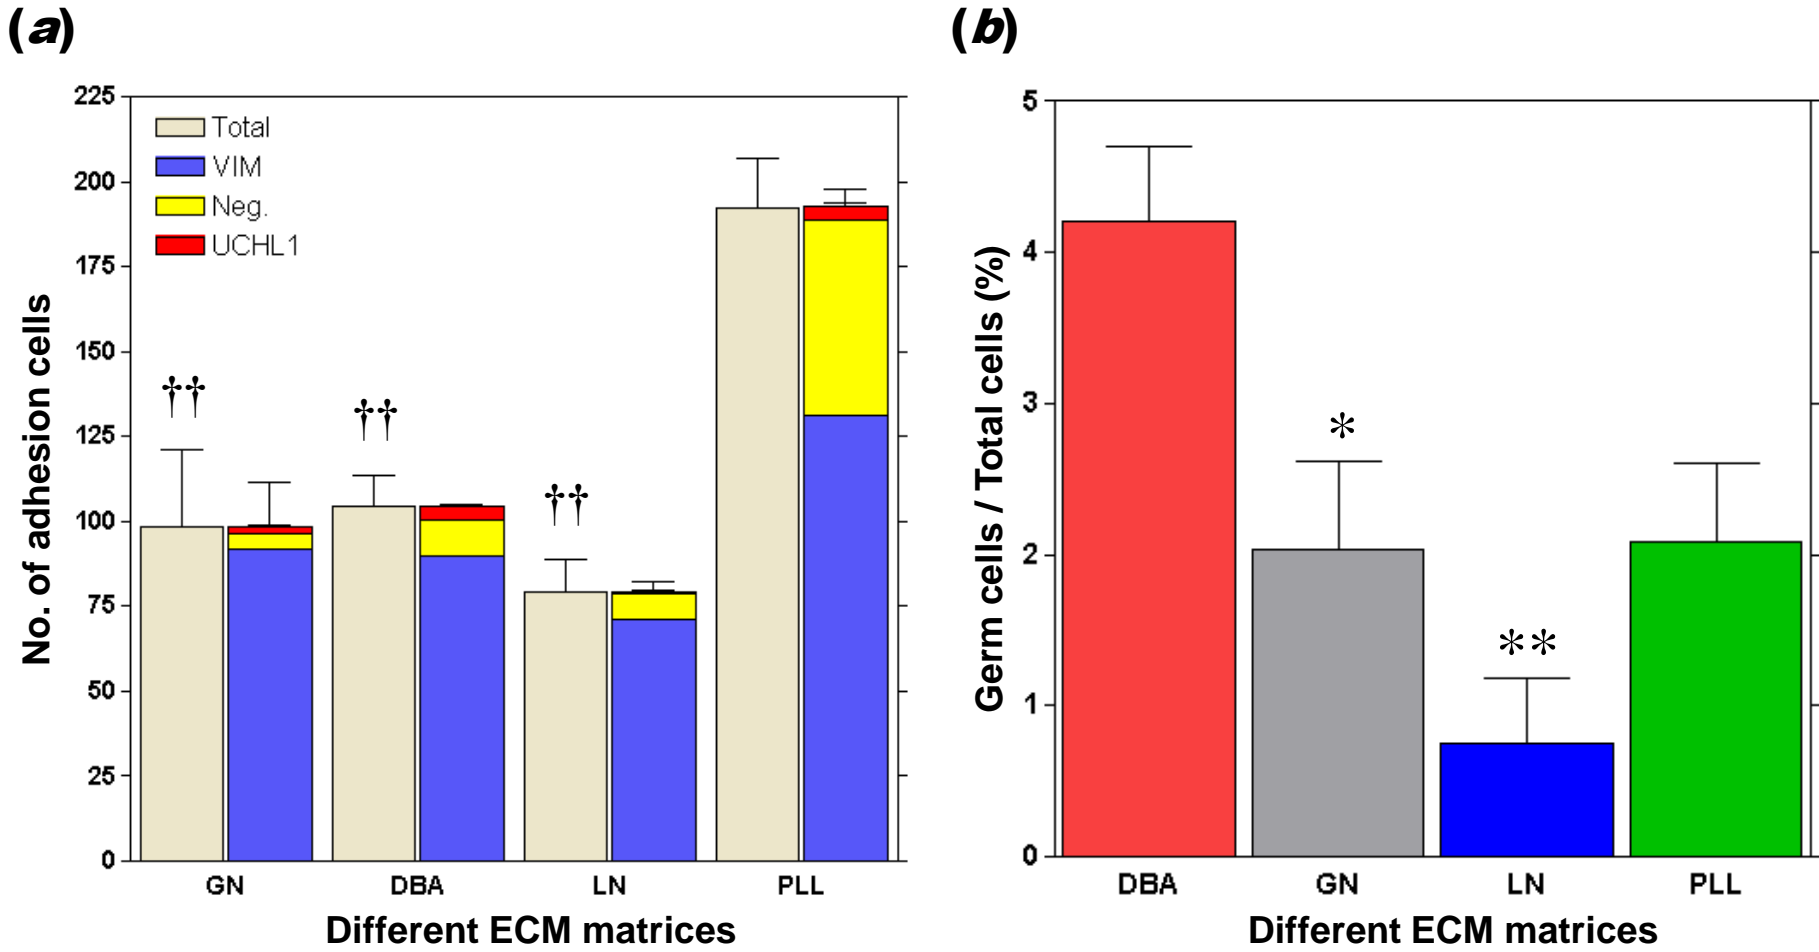 (a)
225
200
175
150
125
100
75
50
25
0
No. of adhesion cells
Total
VIM
Neg.
UCHL1
††
††
††
GN DBA LN PLL
Different ECM matrices
(b)
5
4
3
2
1
0
Germ cells / Total cells (%)
*
**
DBA GN LN PLL
Different ECM matrices